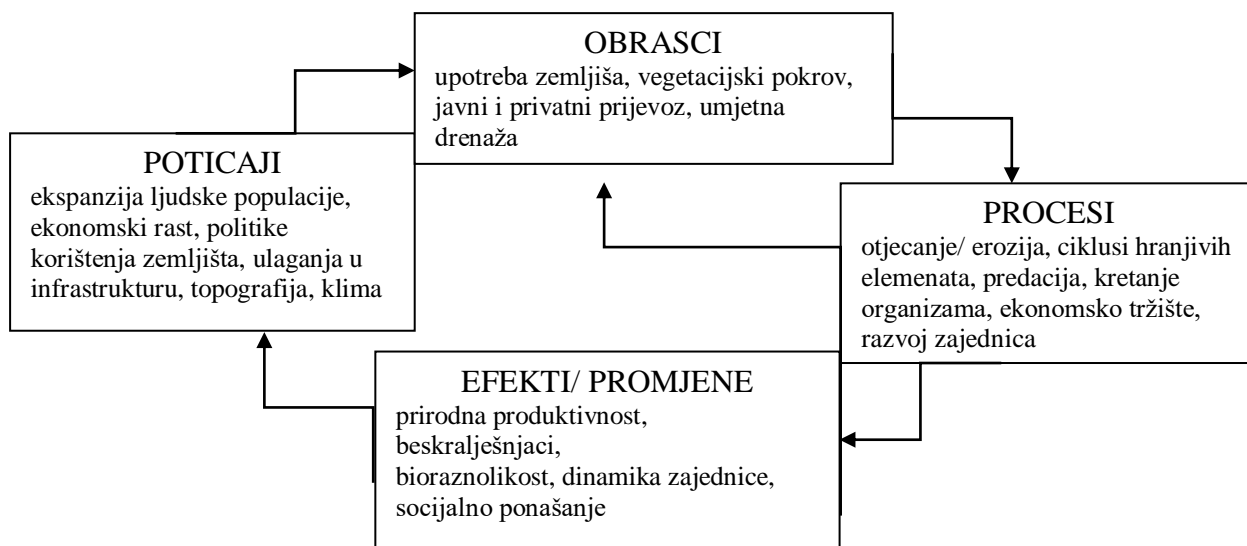 OBRASCI
upotreba zemljiša, vegetacijski pokrov,
javni i privatni prijevoz, umjetna
drenaža
POTICAJI
ekspanzija ljudske populacije,
ekonomski rast, politike
korištenja zemljišta, ulaganja u
infrastrukturu, topografija, klima
PROCESI
otjecanje/ erozija, ciklusi hranjivih
elemenata, predacija, kretanje
organizama, ekonomsko tržište,
razvoj zajednica
EFEKTI/ PROMJENE
prirodna produktivnost,
beskralješnjaci,
bioraznolikost, dinamika zajednice,
socijalno ponašanje